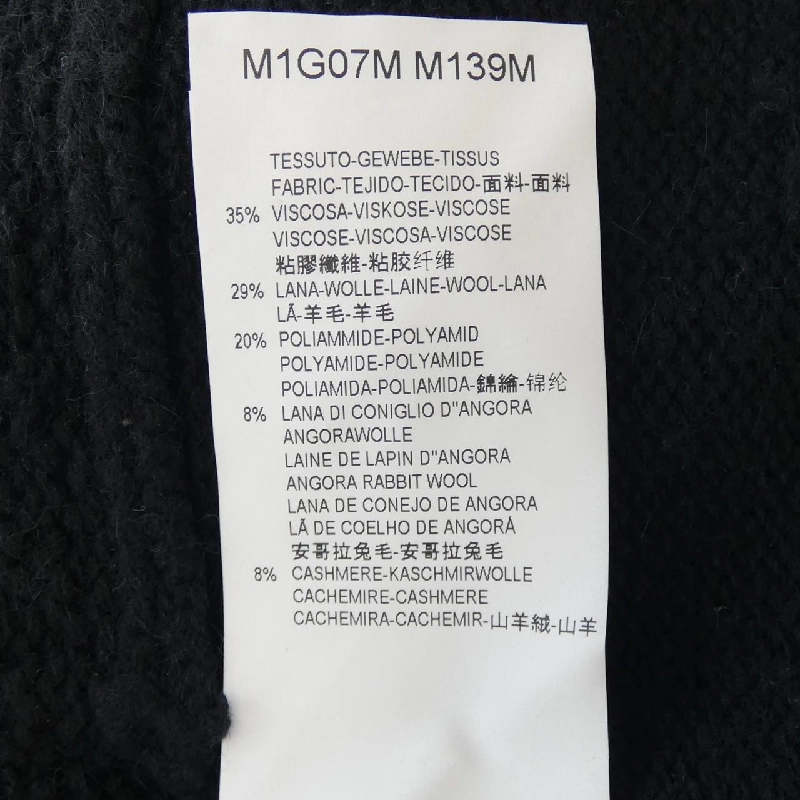 M1G07M M139M
TESSUTO-GEWEBE-TISSUS
FABRIC-TEJIDO-TECIDO-面料-面料
35% VISCOSA-VISKOSE-VISCOSE
VISCOSE-VISCOSA-VISCOSE
粘膠纖維-粘胶纤维
29% LANA-WOLLE-LAINE-WOOL-LANA
LÃ-羊毛-羊毛
20% POLIAMMIDE-POLYAMID
POLYAMIDE-POLYAMIDE
POLIAMIDA-POLIAMIDA-錦綸-锦纶
8% LANA DI CONIGLIO D"ANGORA
ANGORAWOLLE
LAINE DE LAPIN D"ANGORA
ANGORA RABBIT WOOL
LANA DE CONEJO DE ANGORA
LÃ DE COELHO DE ANGORÁ
安哥拉兔毛-安哥拉兔毛
8% CASHMERE-KASCHMIRWOLLE
CACHEMIRE-CASHMERE
CACHEMIRA-CACHEMIR-山羊絨-山羊